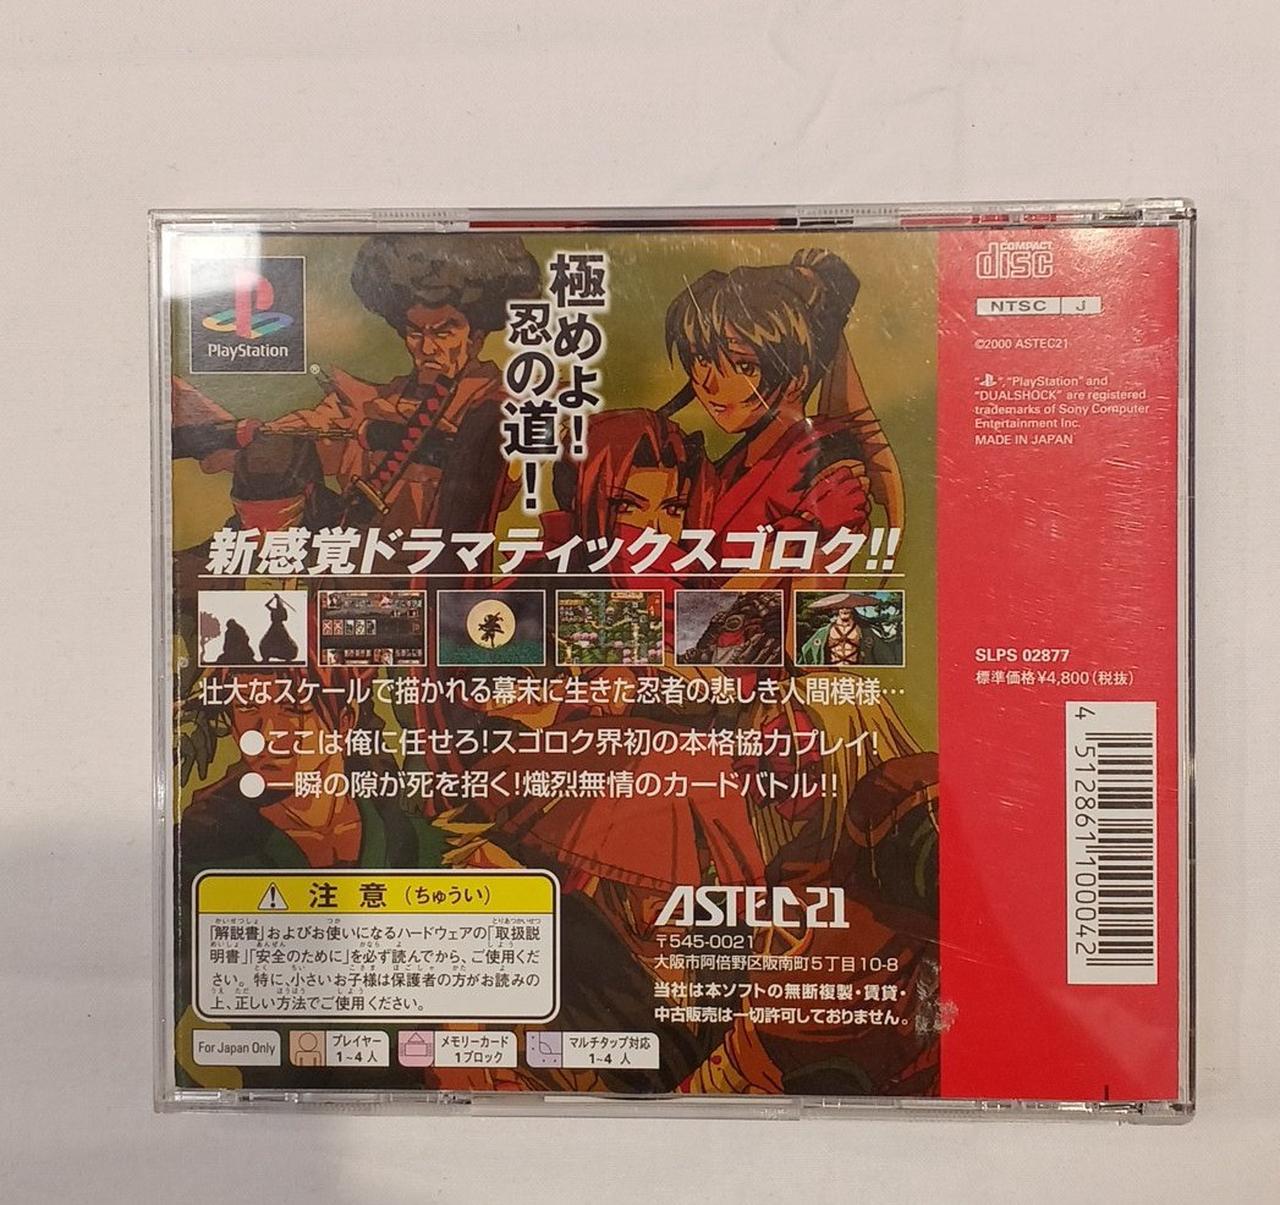 PlayStation
®
極めよ!
忍の道!
新感覚ドラマティックスゴロク!!
壮大なスケールで描かれる幕末に生きた忍者の悲しき人間模様…
●ここは俺に任せろ!スゴロク界初の本格協力プレイ!
●一瞬の隙が死を招く!熾烈無情のカードバトル!!
注意(ちゅうい)
「解説書」およびお使いになるハードウェアの「取扱説
明書」「安全のために」を必ず読んでから、ご使用くだ
さい。特に、小さいお子様は保護者の方がお読みの
上、正しい方法でご使用ください。
For Japan Only
プレイヤー
1~4人
メモリーカード
1ブロック
マルチタップ対応
1~4人
ASTEC21
〒545-0021
大阪市阿倍野区阪南町5丁目10-8
当社は本ソフトの無断複製・賃貸・
中古販売は一切許可しておりません。
COMPACT
disc
NTSC J
©2000 ASTEC21
"PS", "PlayStation" and
"DUALSHOCK" are registered
trademarks of Sony Computer
Entertainment Inc.
MADE IN JAPAN
SLPS 02877
標準価格¥4,800(税抜)
4 512861 100042